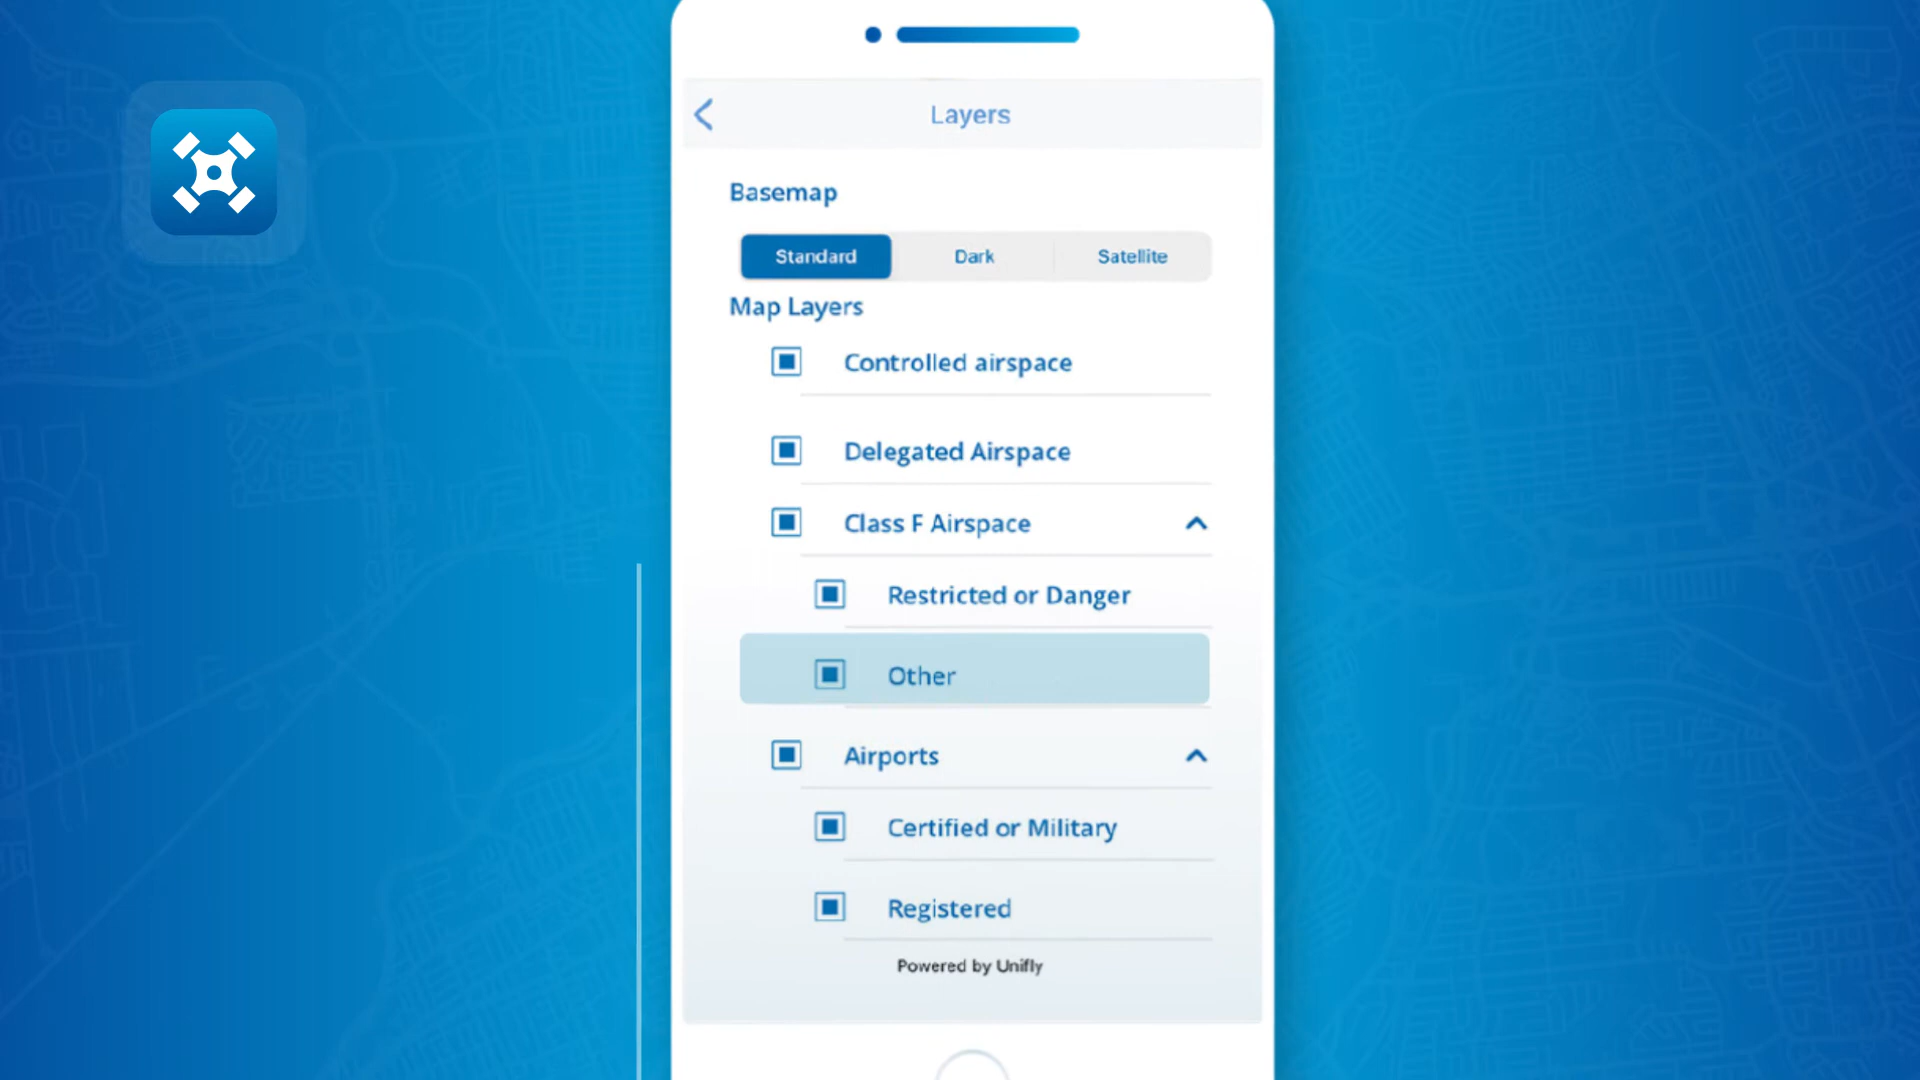 Layers
Basemap
Standard Dark Satellite
Map Layers
Controlled airspace
Delegated Airspace
Class F Airspace
Restricted or Danger
Other
Airports
Certified or Military
Registered
Powered by Unifly